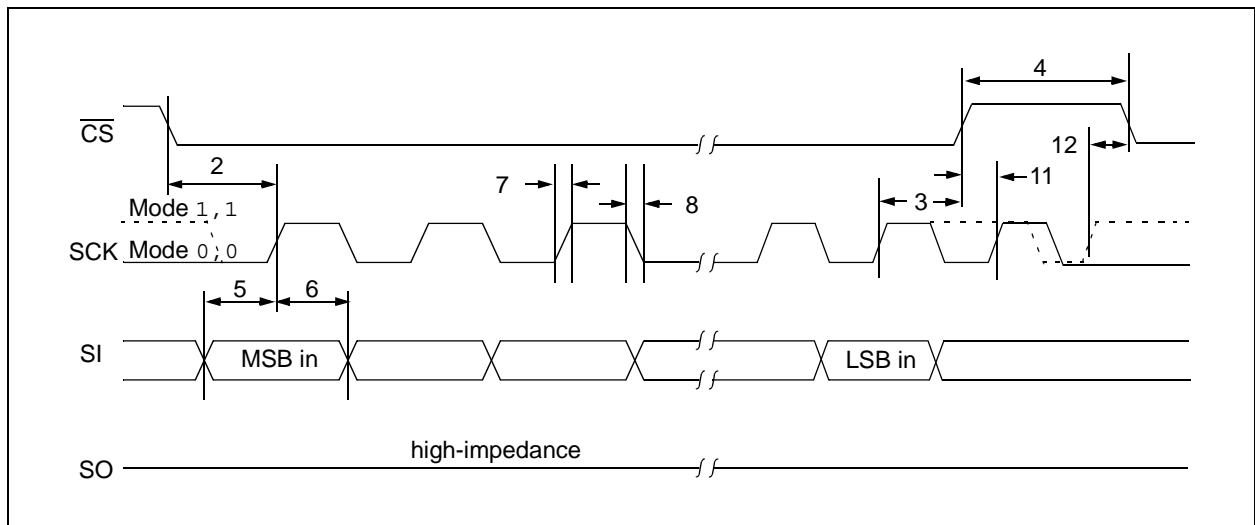 4
CS
12
2
7
8
3
11
Mode 1,1
SCK Mode 0,0
5 6
SI MSB in LSB in
high-impedance
SO